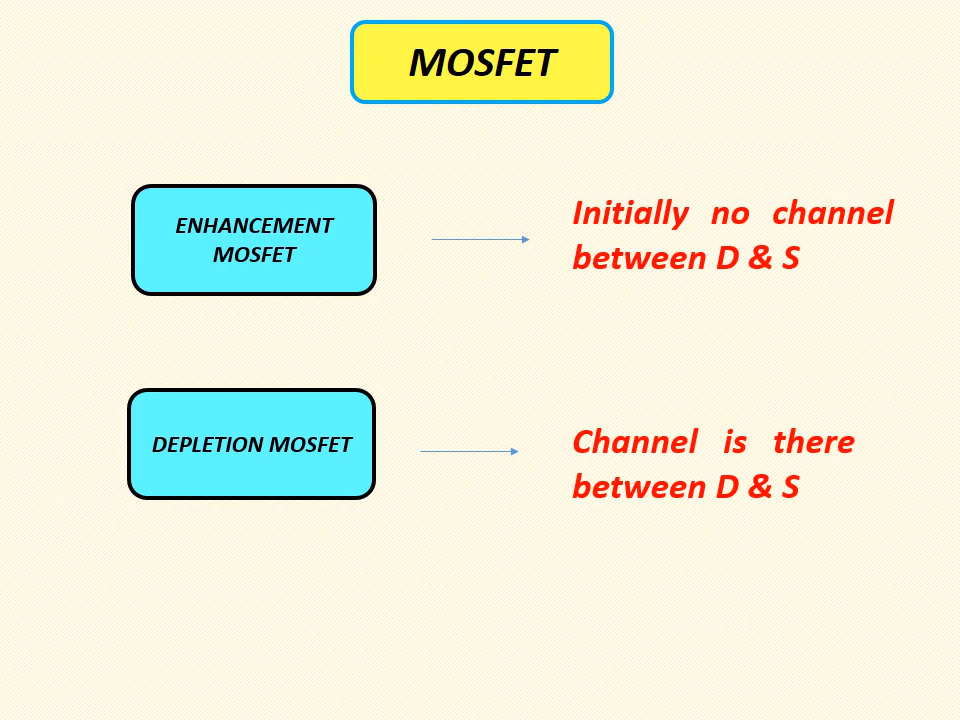 MOSFET
ENHANCEMENT
MOSFET
Initially no channel
between D & S
DEPLETION MOSFET
Channel is there
between D & S